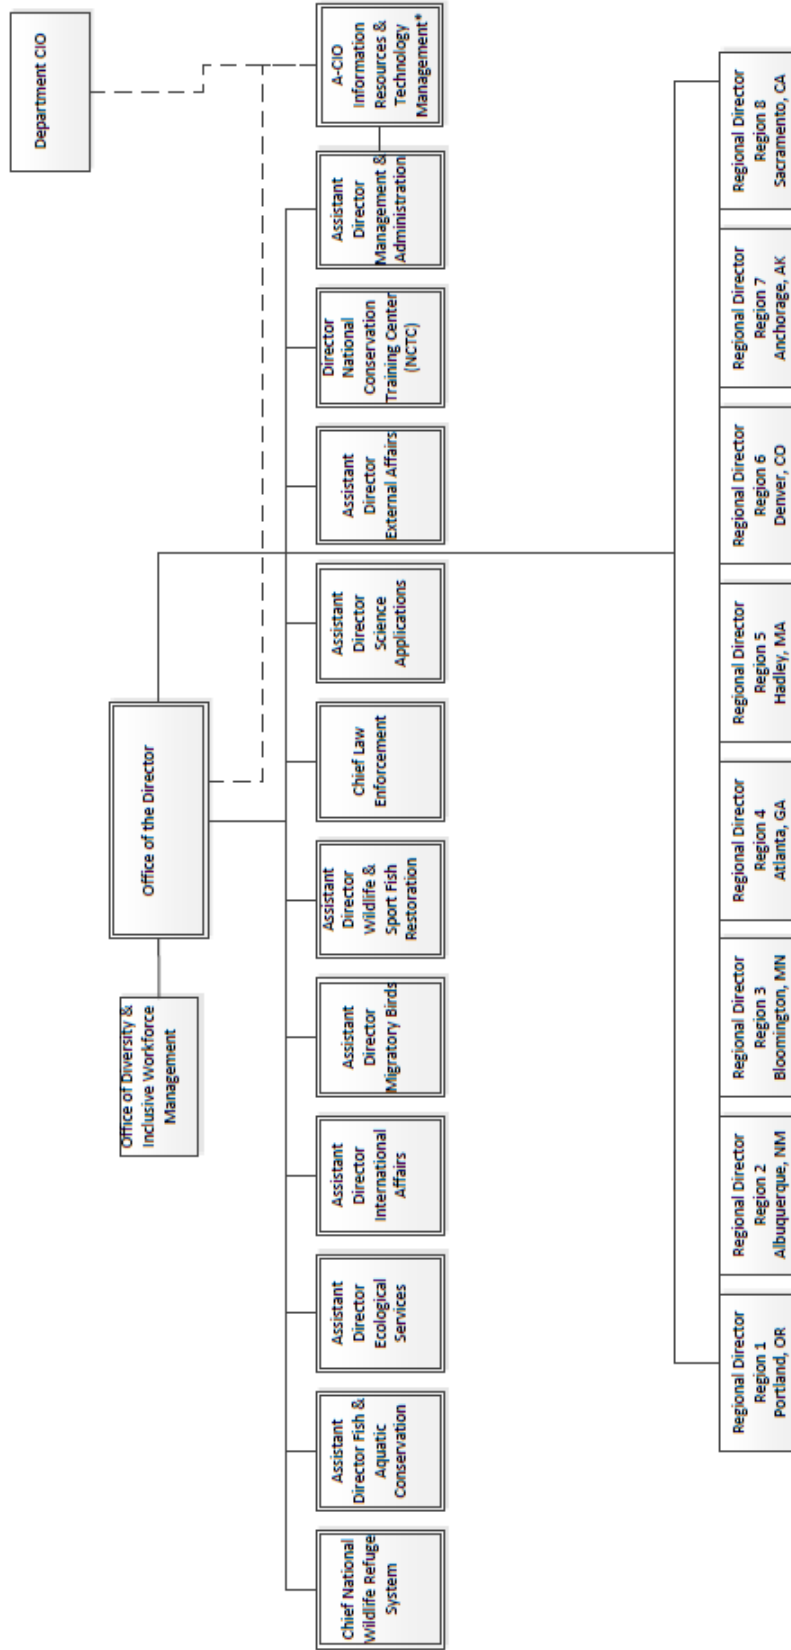 Department CIO
Office of Diversity &
Inclusive Workforce
Management
Office of the Director
Chief National
Wildlife Refuge
System
Assistant
Director Fish &
Aquatic
Conservation
Assistant
Director
Ecological
Services
Assistant
Director
International
Affairs
Assistant
Director
Migratory Birds
Assistant
Director
Wildlife &
Sport Fish
Restoration
Chief Law
Enforcement
Assistant
Director
Science
Applications
Assistant
Director
External Affairs
Director
National
Conservation
Training Center
(NCTC)
Assistant
Director
Management &
Administration
A-CIO
Information
Resources &
Technology
Management*
Regional Director
Region 1
Portland, OR
Regional Director
Region 2
Albuquerque, NM
Regional Director
Region 3
Bloomington, MN
Regional Director
Region 4
Atlanta, GA
Regional Director
Region 5
Hadley, MA
Regional Director
Region 6
Denver, CO
Regional Director
Region 7
Anchorage, AK
Regional Director
Region 8
Sacramento, CA